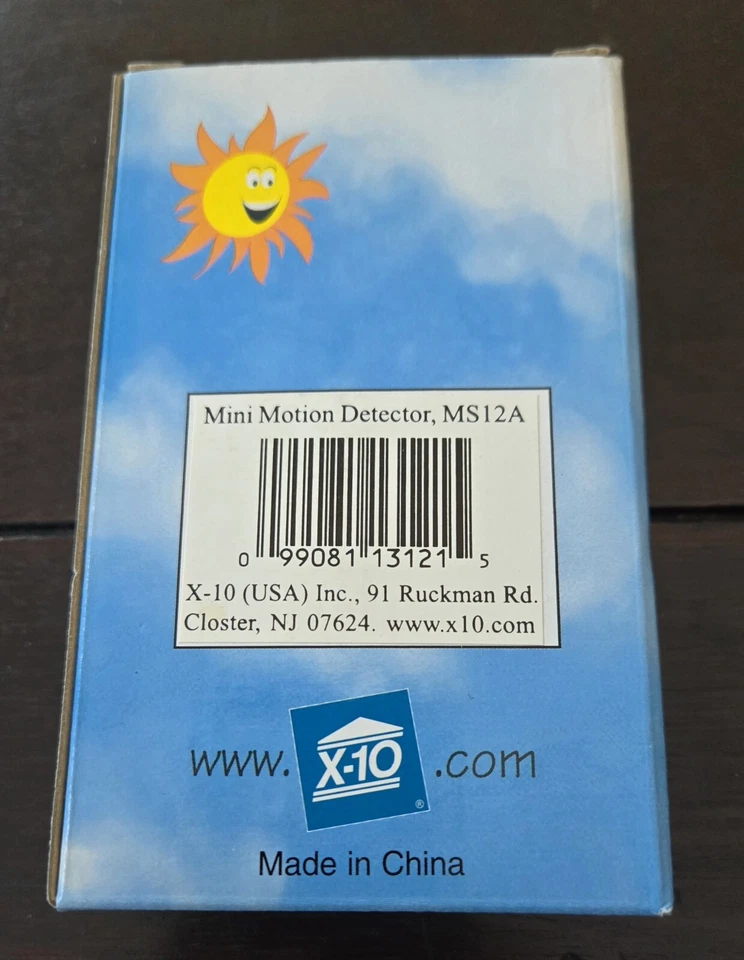 Mini Motion Detector, MS12A
0 99081 13121 5
X-10 (USA) Inc., 91 Ruckman Rd.
Closter, NJ 07624. www.x10.com
www. X-10 ® .com
Made in China